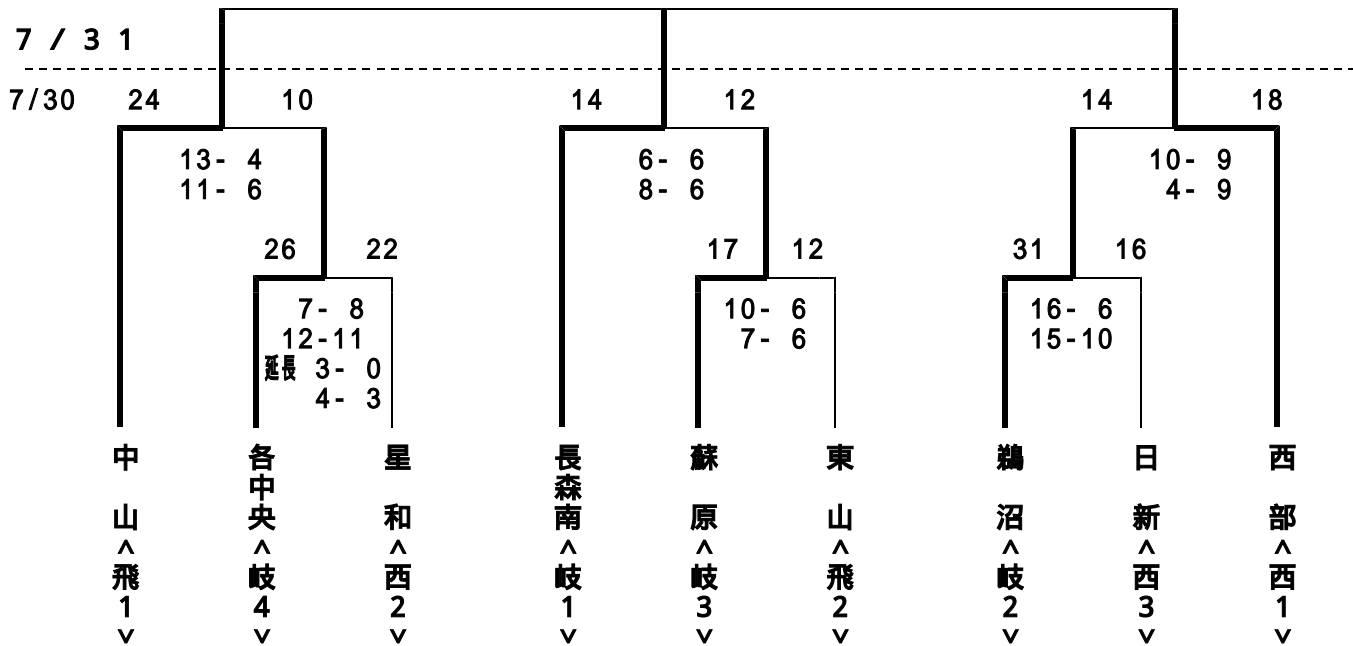 7 / 3 1
7/30 24 10 14 12 14 18
13- 4 6- 6 10- 9
11- 6 8- 6 4- 9
26 22 17 12 31 16
7- 8 10- 6 16- 6
12-11 7- 6 15-10
延長 3- 0
4- 3
中山<飛1>
各中央<岐4>
星和<西2>
長森南<岐1>
蘇原<岐3>
東山<飛2>
鵜沼<岐2>
日新<西3>
西部<西1>